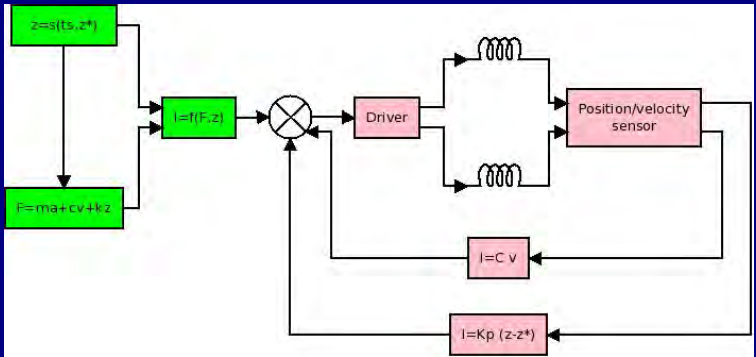 z=s(ts,z*)
I=f(F,z)
F=ma+cv+kz
Driver
Position/velocity
sensor
I=C v
I=Kp (z-z*)